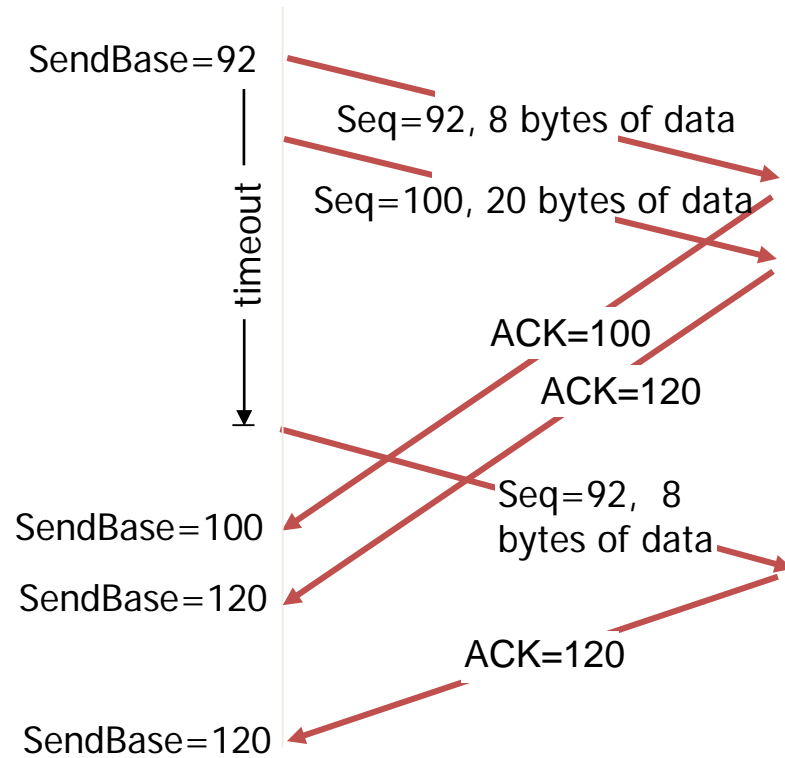 SendBase=92
Seq=92, 8 bytes of data
timeout
Seq=100, 20 bytes of data
ACK=100
ACK=120
Seq=92, 8
bytes of data
SendBase=100
SendBase=120
ACK=120
SendBase=120